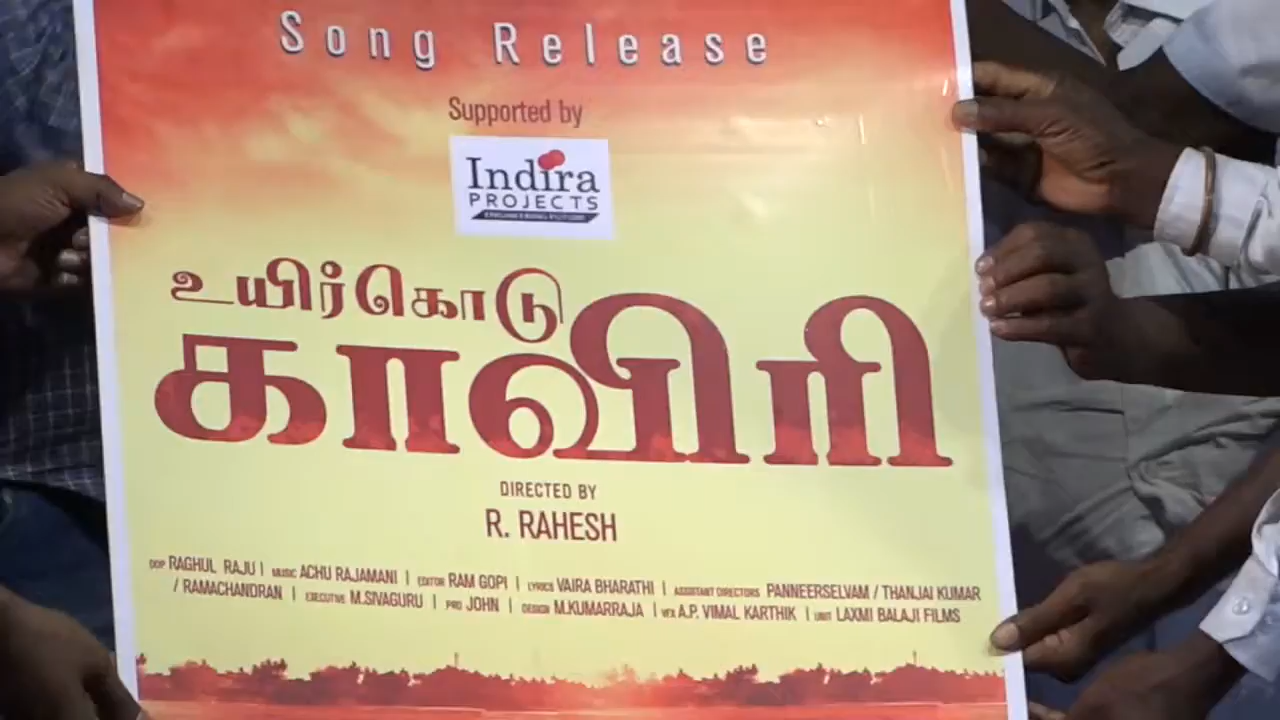 Song Release
Supported by
Indira
PROJECTS
உயிர்கொடு
காவிரி
DIRECTED BY
R. RAHESH
DOP RAGHUL RAJU | MUSIC ACHU RAJAMANI | EDITOR RAM GOPI | LYRICS VAIRA BHARATHI | ASSISTANT DIRECTORS PANNEERSELVAM / THANJAI KUMAR
/ RAMACHANDRAN | EXECUTIVE M.SIVAGURU | PRO JOHN | DESIGN M.KUMARRAJA | VFX A.P. VIMAL KARTHIK | UNIT LAXMI BALAJI FILMS